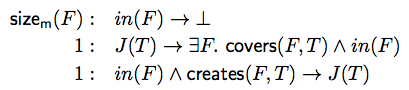 size_m(F) : in(F) → ⊥
1 : J(T) → ∃F. covers(F, T) ∧ in(F)
1 : in(F) ∧ creates(F, T) → J(T)